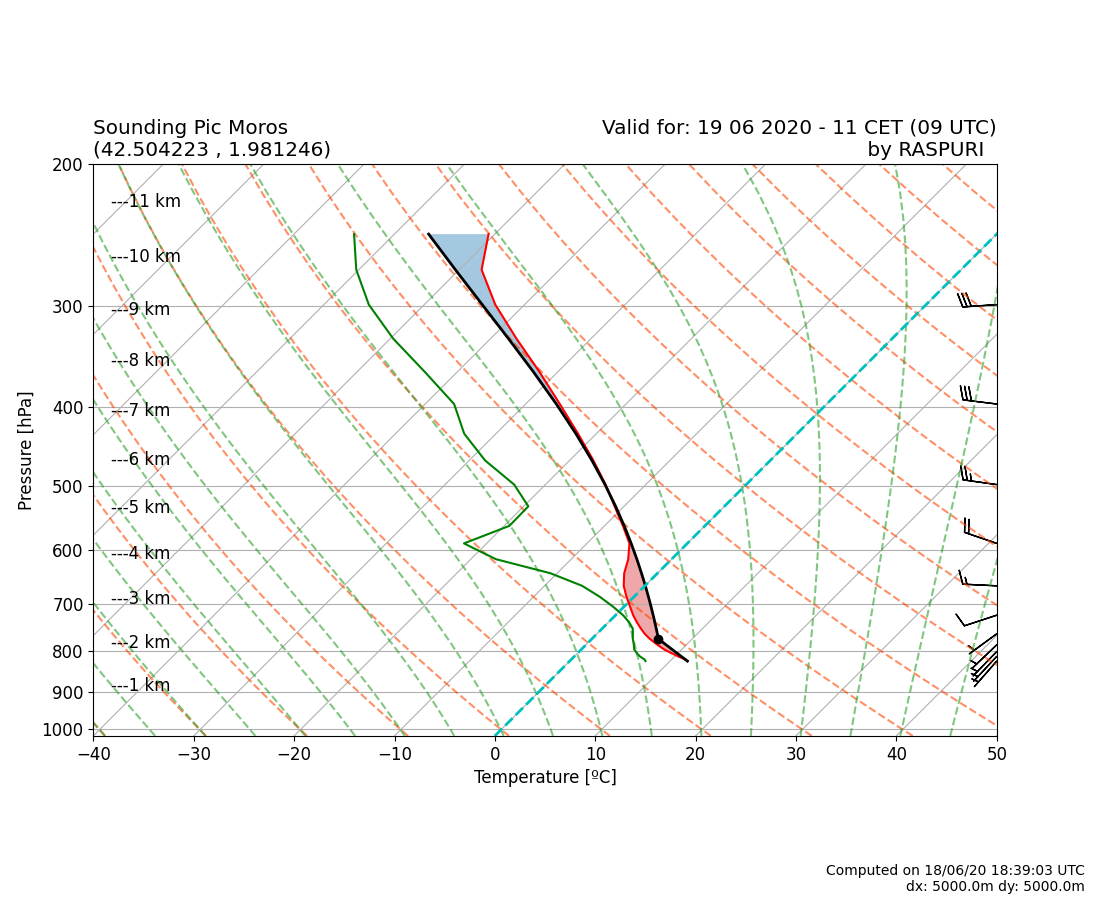 Sounding Pic Moros
(42.504223 , 1.981246)
Valid for: 19 06 2020 - 11 CET (09 UTC)
by RASPURI
200
---11 km
---10 km
300
---9 km
---8 km
400
---7 km
---6 km
500
---5 km
600
---4 km
700
---3 km
800
---2 km
900
---1 km
1000
Pressure [hPa]
−40 −30 −20 −10 0 10 20 30 40 50
Temperature [ºC]
Computed on 18/06/20 18:39:03 UTC
dx: 5000.0m dy: 5000.0m